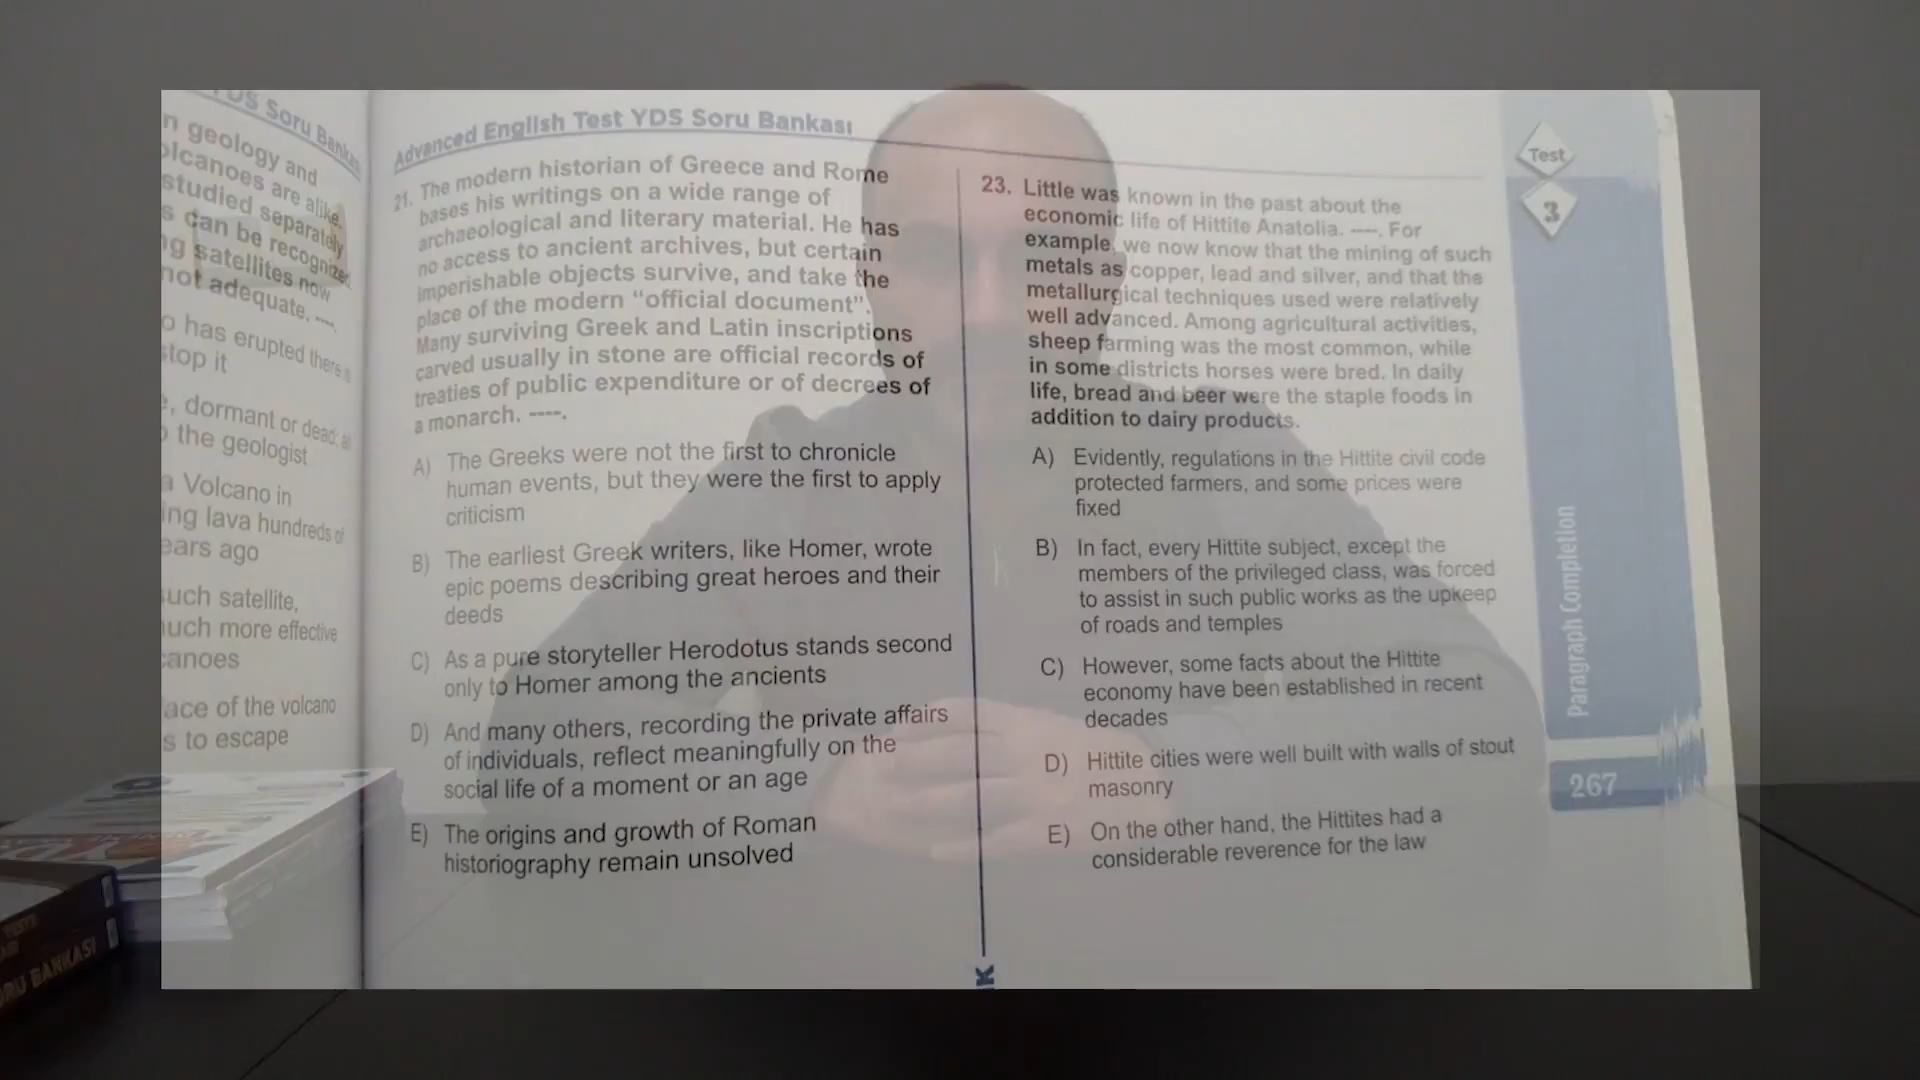 YDS Soru Bankası
n geology and
olcanoes are alike.
studied separately
s can be recognized
ng satellites now
not adequate. ----.
o has erupted there is
stop it
e, dormant or dead: all
o the geologist
a Volcano in
ing lava hundreds of
ears ago
such satellite,
much more effective
canoes
ace of the volcano
s to escape
Advanced English Test YDS Soru Bankası
21. The modern historian of Greece and Rome
bases his writings on a wide range of
archaeological and literary material. He has
no access to ancient archives, but certain
imperishable objects survive, and take the
place of the modern “official document”.
Many surviving Greek and Latin inscriptions
carved usually in stone are official records of
treaties of public expenditure or of decrees of
a monarch. ----.
A) The Greeks were not the first to chronicle
human events, but they were the first to apply
criticism
B) The earliest Greek writers, like Homer, wrote
epic poems describing great heroes and their
deeds
C) As a pure storyteller Herodotus stands second
only to Homer among the ancients
D) And many others, recording the private affairs
of individuals, reflect meaningfully on the
social life of a moment or an age
E) The origins and growth of Roman
historiography remain unsolved
23. Little was known in the past about the
economic life of Hittite Anatolia. ----. For
example, we now know that the mining of such
metals as copper, lead and silver, and that the
metallurgical techniques used were relatively
well advanced. Among agricultural activities,
sheep farming was the most common, while
in some districts horses were bred. In daily
life, bread and beer were the staple foods in
addition to dairy products.
A) Evidently, regulations in the Hittite civil code
protected farmers, and some prices were
fixed
B) In fact, every Hittite subject, except the
members of the privileged class, was forced
to assist in such public works as the upkeep
of roads and temples
C) However, some facts about the Hittite
economy have been established in recent
decades
D) Hittite cities were well built with walls of stout
masonry
E) On the other hand, the Hittites had a
considerable reverence for the law
Test
3
Paragraph Completion
267
IK
SORU BANKASI